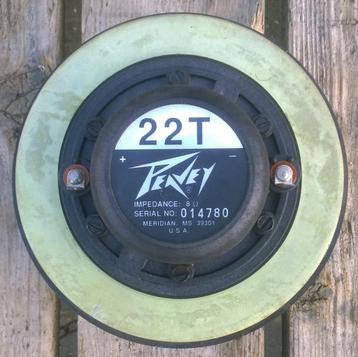 22T
+ -
PEAVEY
®
IMPEDANCE: 8 Ω
SERIAL NO: 014780
MERIDIAN, MS 39301
U.S.A.